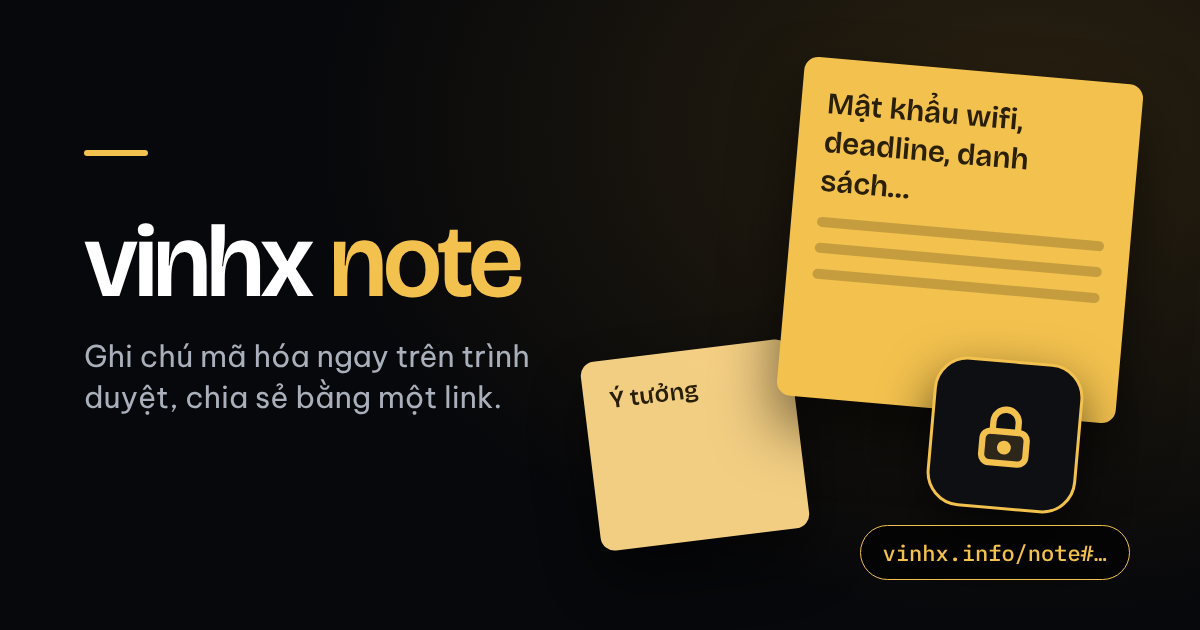 vinhx note
Ghi chú mã hóa ngay trên trình
duyệt, chia sẻ bằng một link.
Mật khẩu wifi,
deadline, danh
sách...
Ý tưởng
vinhx.info/note#…